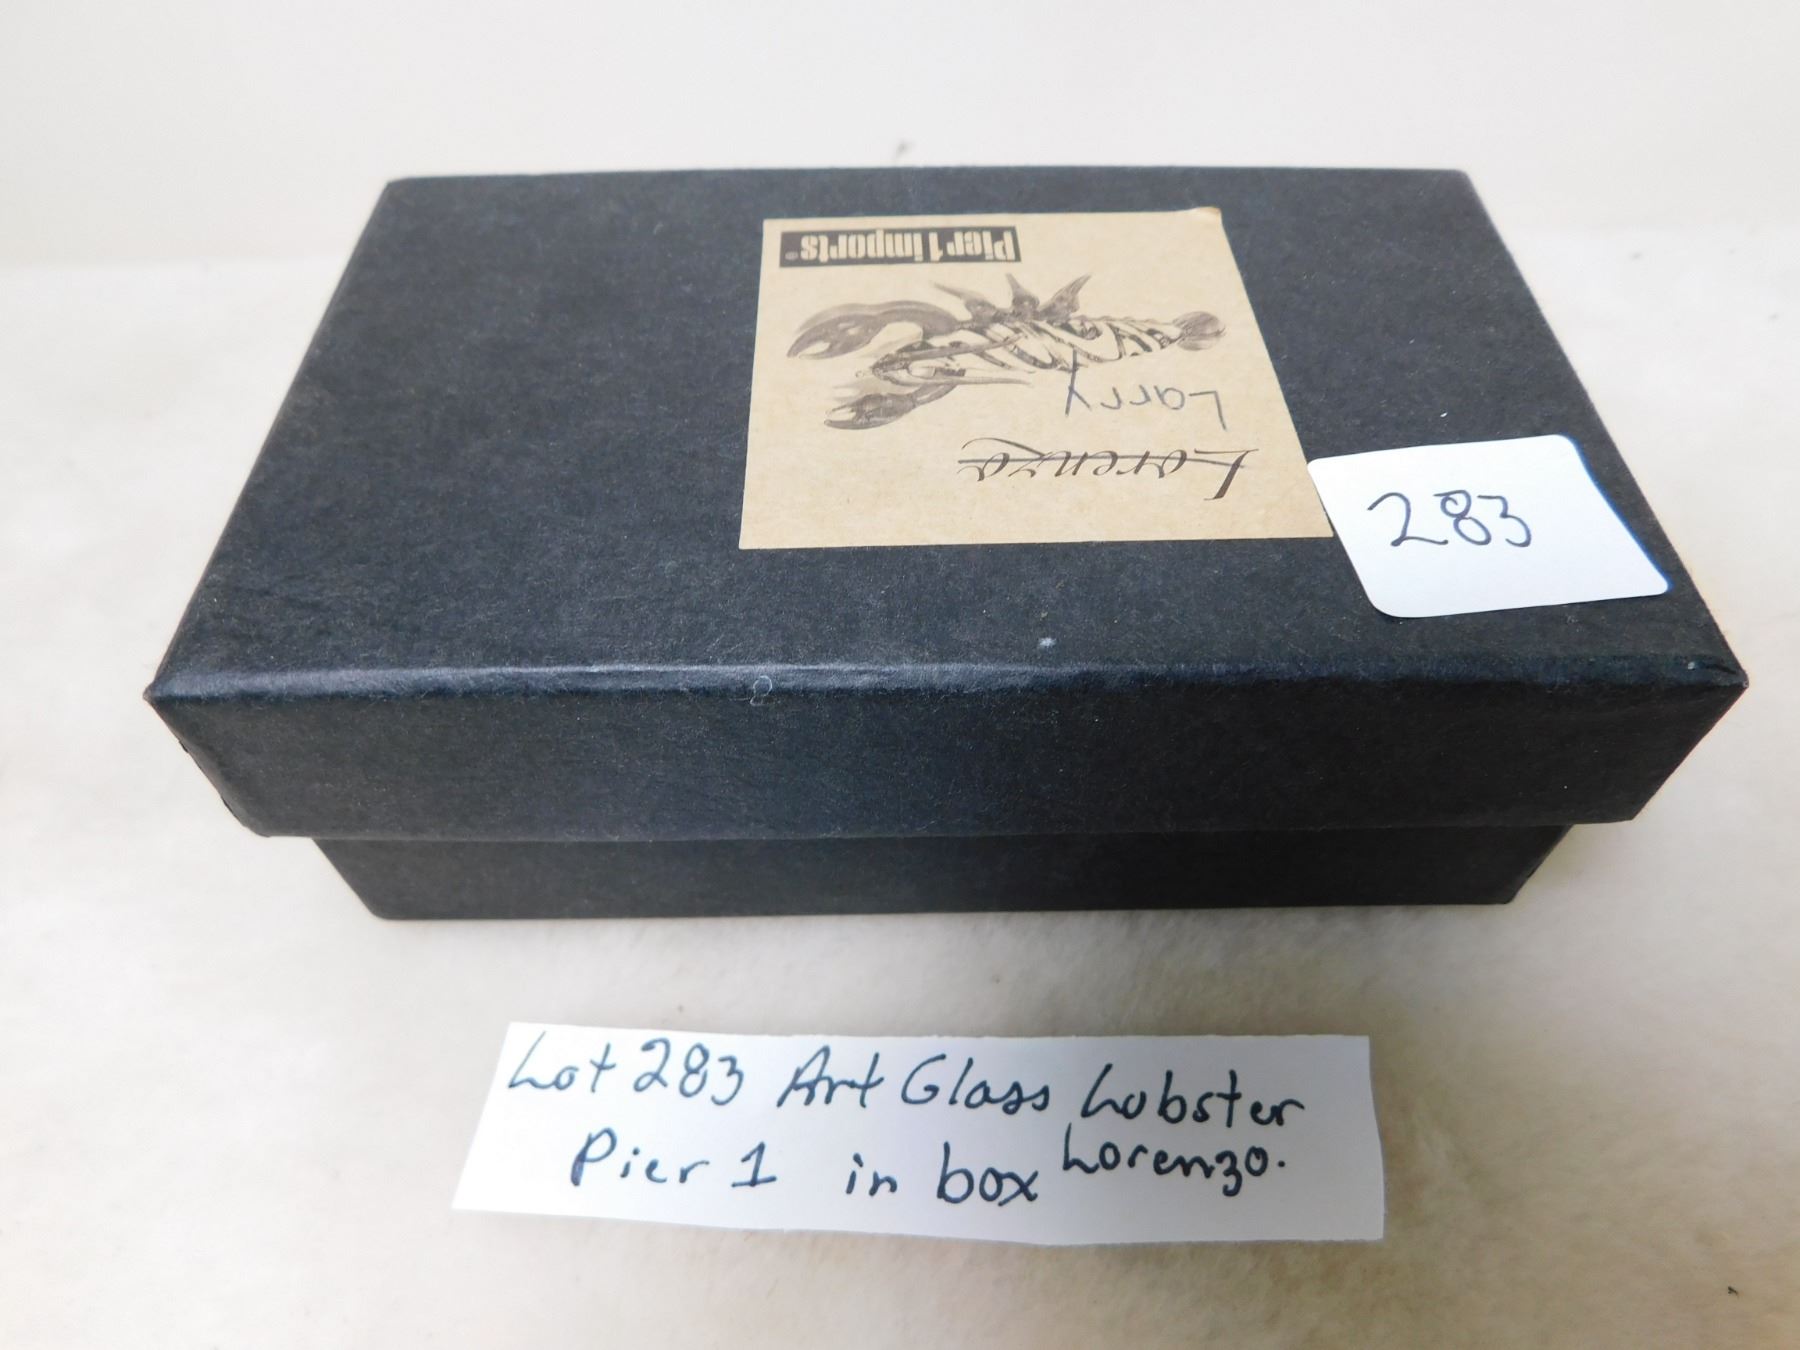 Pier 1 imports®
Larry
Lorenzo
283
Lot 283 Art Glass Lobster
Pier 1 in box Lorenzo.